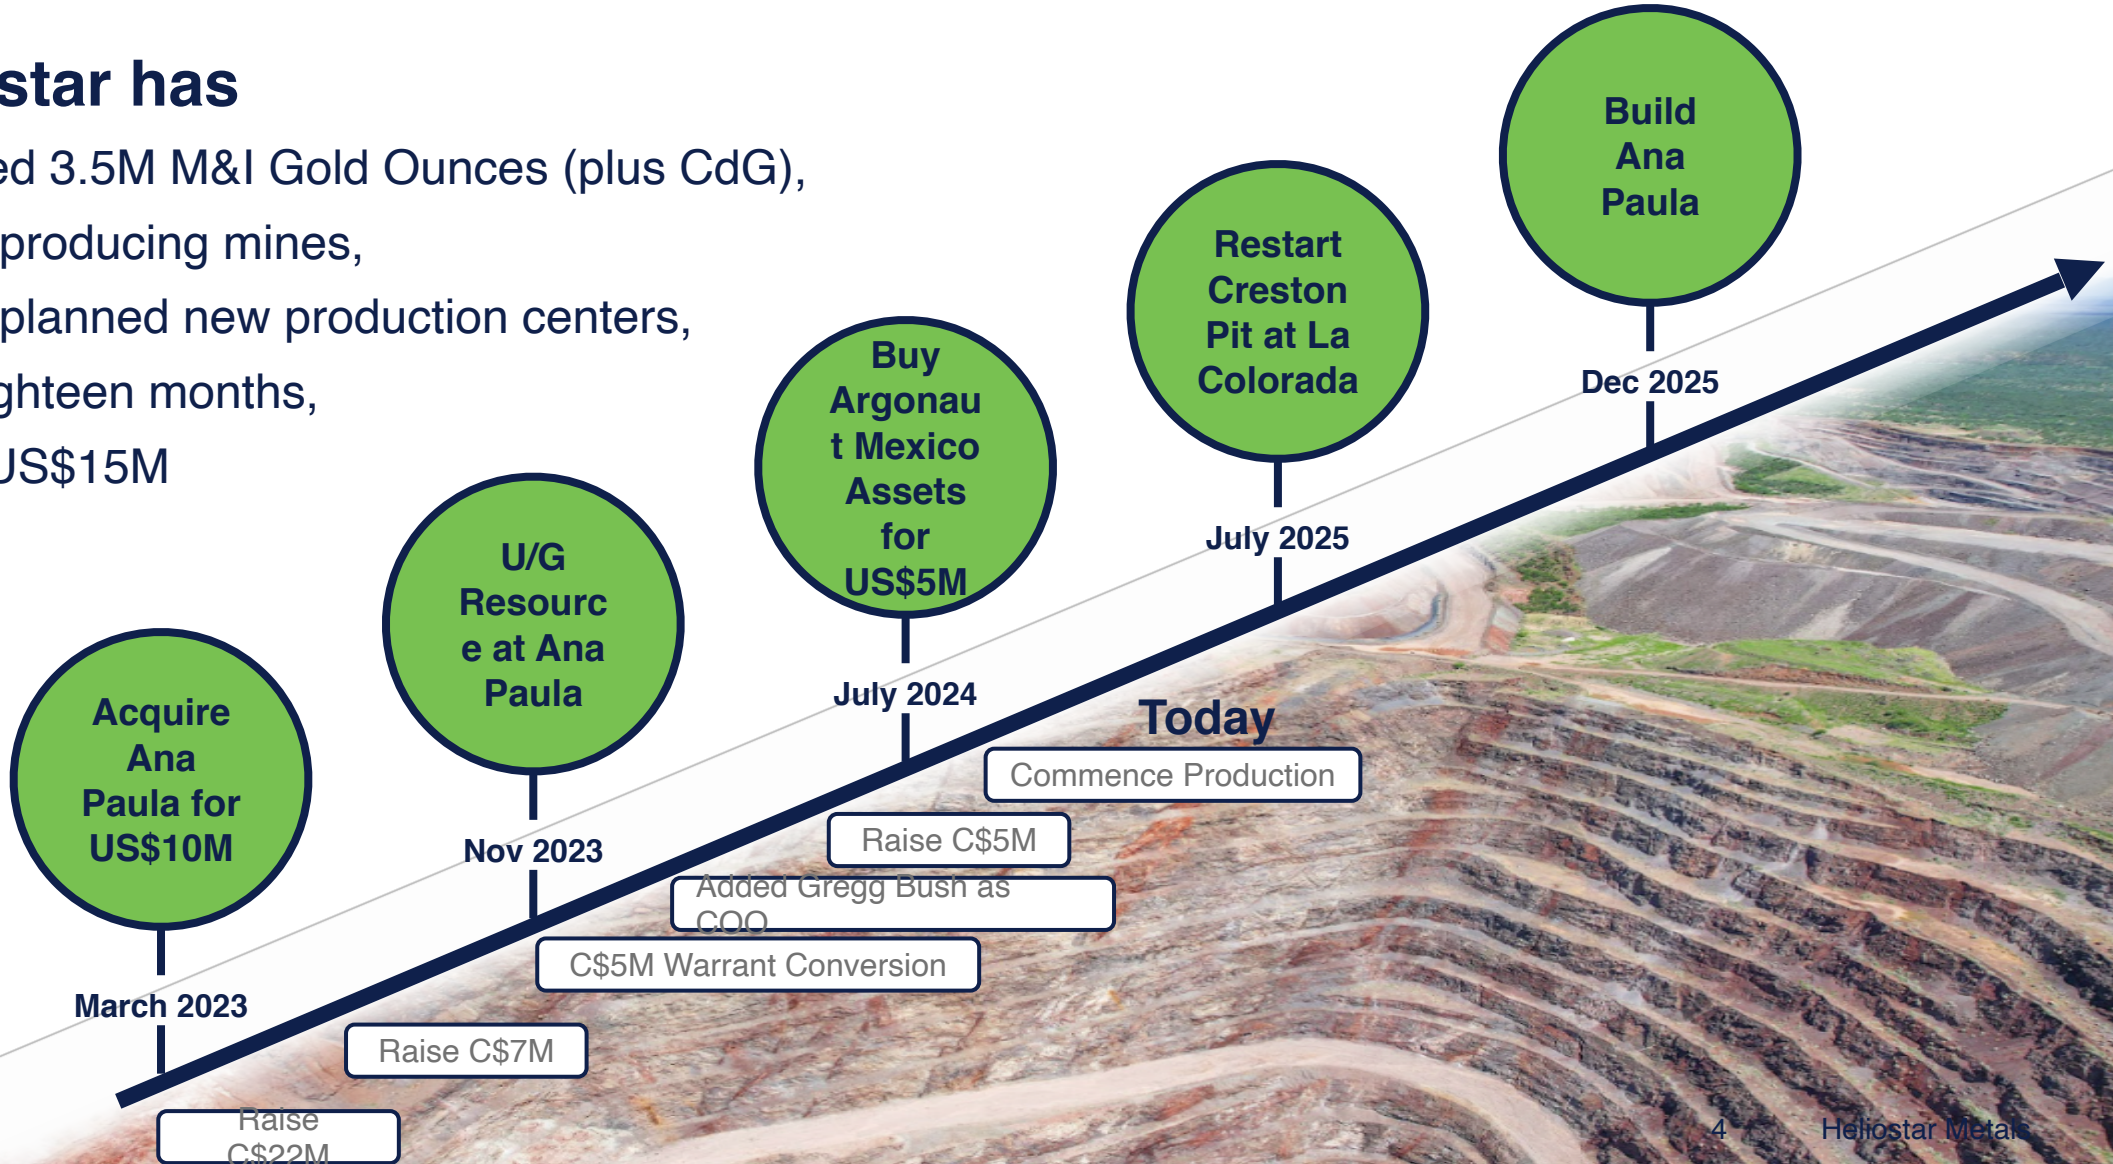 star has
ed 3.5M M&I Gold Ounces (plus CdG),
producing mines,
planned new production centers,
ghteen months,
US$15M
Build
Ana
Paula
Dec 2025
Restart
Creston
Pit at La
Colorada
July 2025
Buy
Argonau
t Mexico
Assets
for
US$5M
July 2024
U/G
Resourc
e at Ana
Paula
Nov 2023
Acquire
Ana
Paula for
US$10M
March 2023
Today
Commence Production
Raise C$5M
Added Gregg Bush as
COO
C$5M Warrant Conversion
Raise C$7M
Raise
C$22M
4
Heliostar Metals